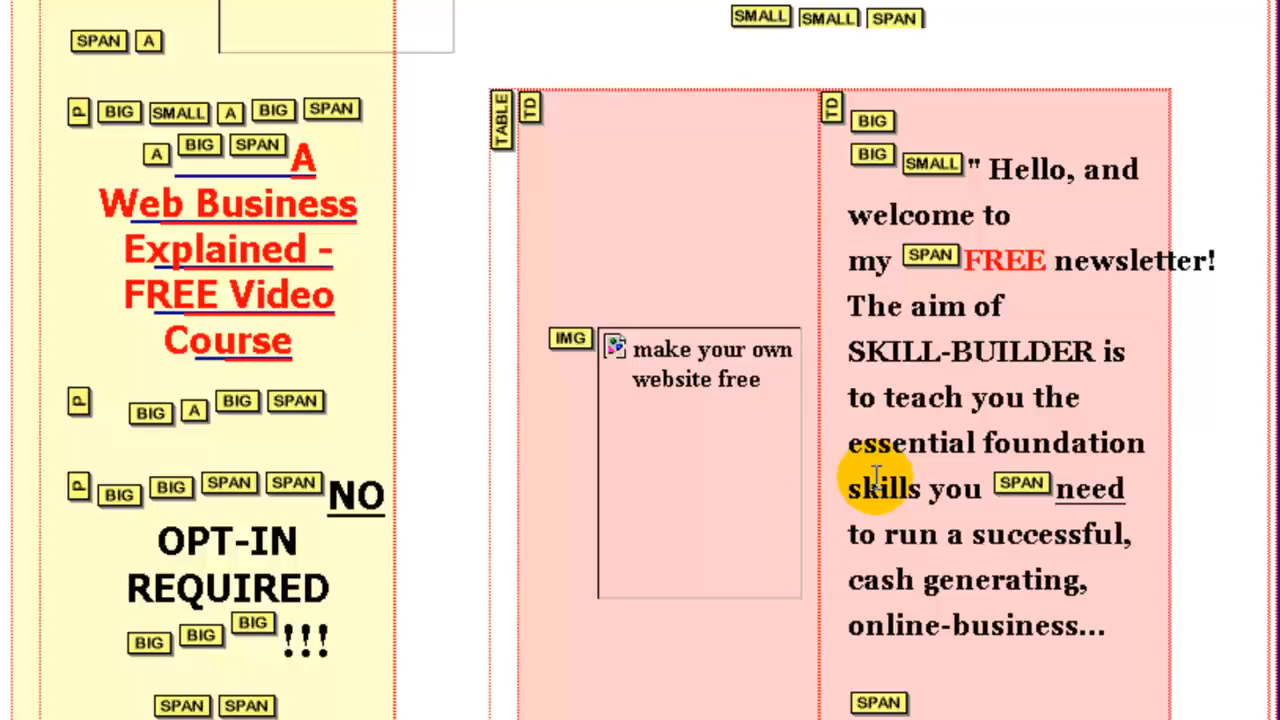 SMALL SMALL SPAN
SPAN A
P BIG SMALL A BIG SPAN
A BIG SPAN A
Web Business
Explained -
FREE Video
Course
P BIG A BIG SPAN
P BIG BIG SPAN SPAN NO
OPT-IN
REQUIRED
BIG BIG BIG !!!
SPAN SPAN
TABLE TD
IMG make your own
website free
TD BIG
BIG SMALL " Hello, and
welcome to
my SPAN FREE newsletter!
The aim of
SKILL-BUILDER is
to teach you the
essential foundation
skills you SPAN need
to run a successful,
cash generating,
online-business...
SPAN